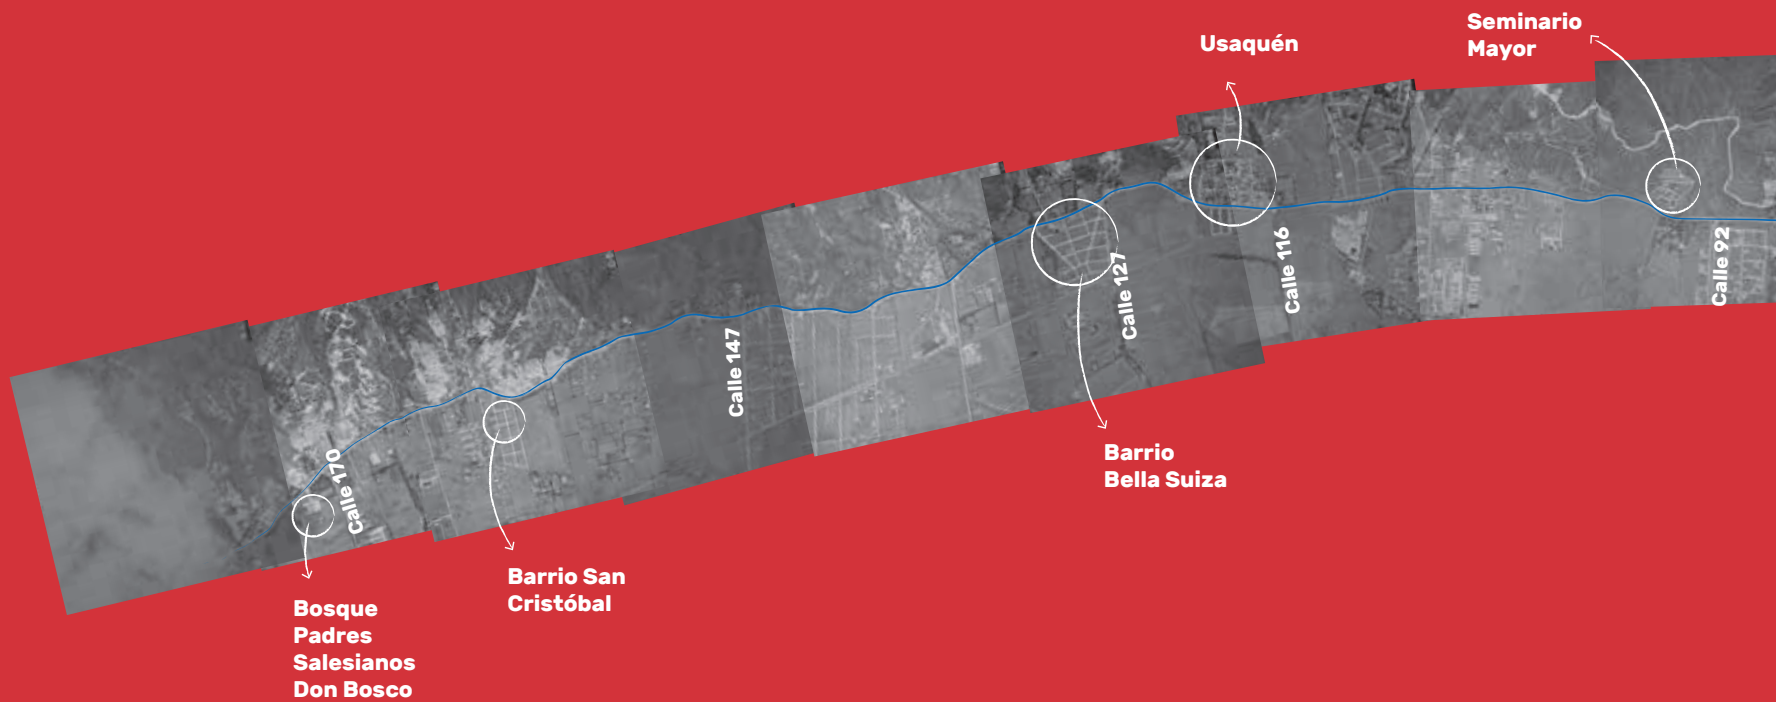 Seminario
Mayor
Usaquén
Calle 92
Calle 116
Calle 127
Calle 147
Calle 170
Barrio
Bella Suiza
Barrio San
Cristóbal
Bosque
Padres
Salesianos
Don Bosco